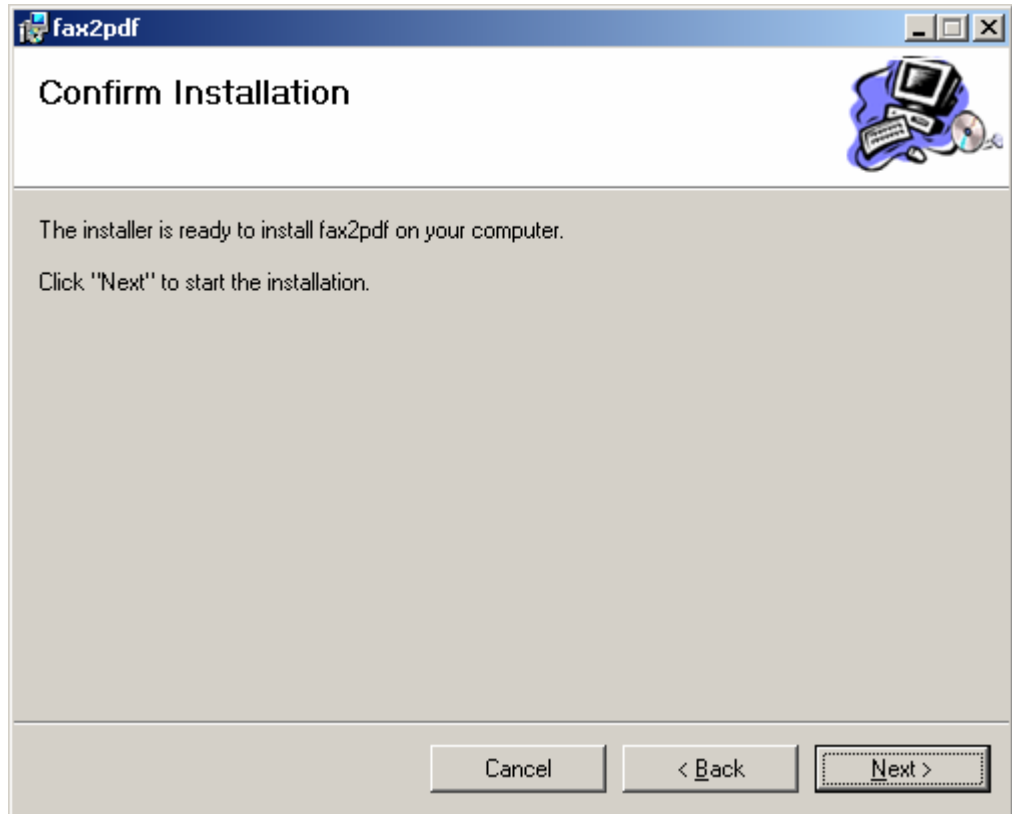 fax2pdf
Confirm Installation
The installer is ready to install fax2pdf on your computer.
Click "Next" to start the installation.
Cancel
< Back
Next >